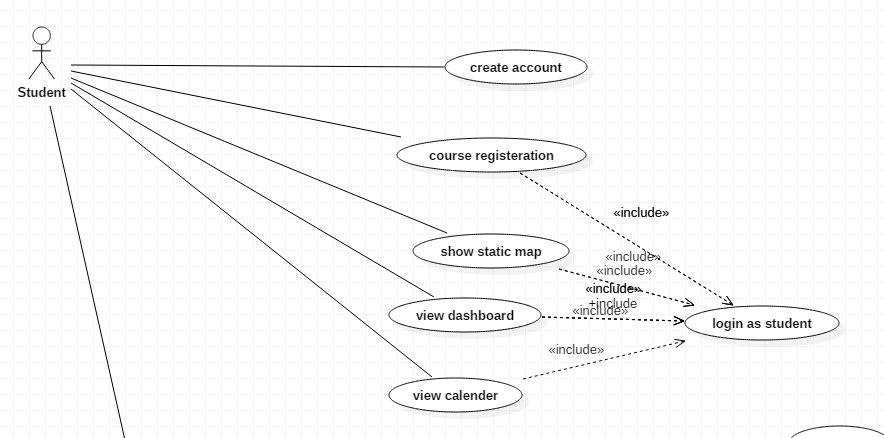 Student
create account
course registeration
«include»
show static map
«include»
«include»
«include»
+include
«include»
view dashboard
login as student
«include»
view calender